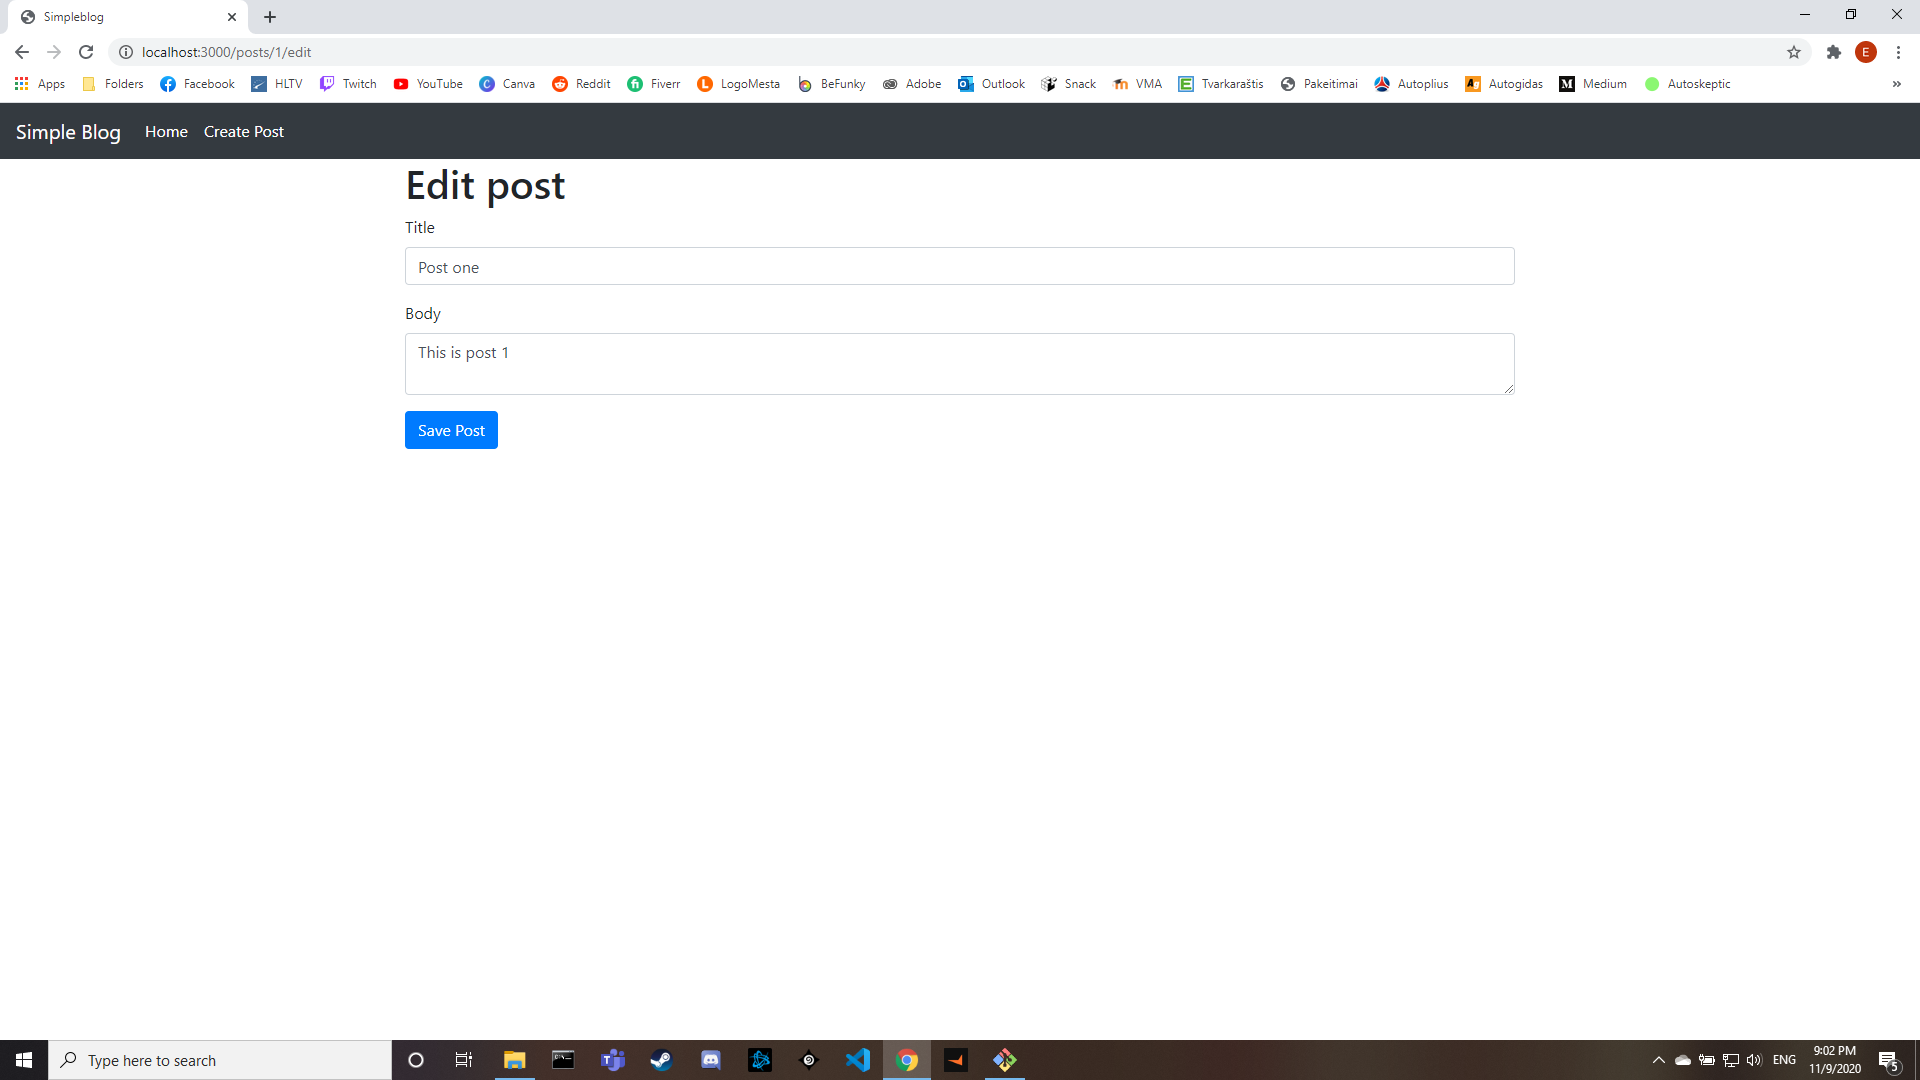 Simpleblog
localhost:3000/posts/1/edit
E
Apps Folders Facebook HLTV Twitch YouTube Canva Reddit Fiverr LogoMesta BeFunky Adobe Outlook Snack VMA Tvarkaraštis Pakeitimai Autoplius Autogidas Medium Autoskeptic »
Simple Blog Home Create Post
Edit post
Title
Post one
Body
This is post 1
Save Post
Type here to search
ENG
9:02 PM
11/9/2020
5